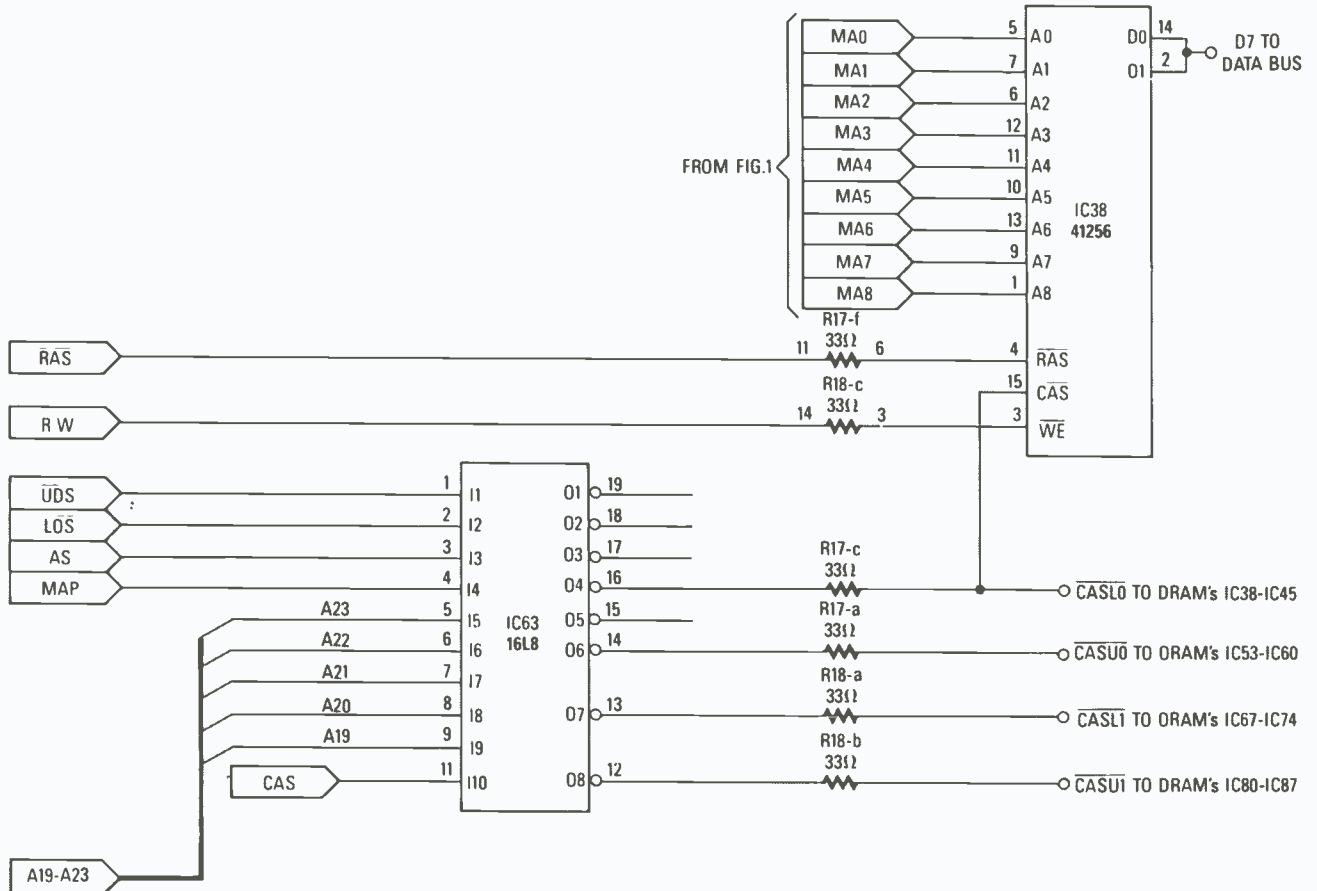 MA0 5 A0 D0 14
D7 TO
DATA BUS
MA1 7 A1 O1 2
MA2 6 A2
MA3 12 A3
FROM FIG.1
MA4 11 A4
MA5 10 A5
IC38
41256
MA6 13 A6
MA7 9 A7
MA8 1 A8
R17-f
33Ω
RAS 11 6 4 RAS
15 CAS
R18-c
33Ω
R W 14 3 3 WE
UDS 1 I1 O1 19
LOS 2 I2 O2 18
AS 3 I3 O3 17
MAP 4 I4 O4 16
R17-c
33Ω
CASL0 TO DRAM's IC38-IC45
A23 5 I5 O5 15
IC63
16L8
A22 6 I6 O6 14
R17-a
33Ω
CASU0 TO ORAM's IC53-IC60
A21 7 I7
A20 8 I8 O7 13
R18-a
33Ω
CASL1 TO ORAM's IC67-IC74
A19 9 I9
CAS 11 I10 O8 12
R18-b
33Ω
CASU1 TO DRAM's IC80-IC87
A19-A23